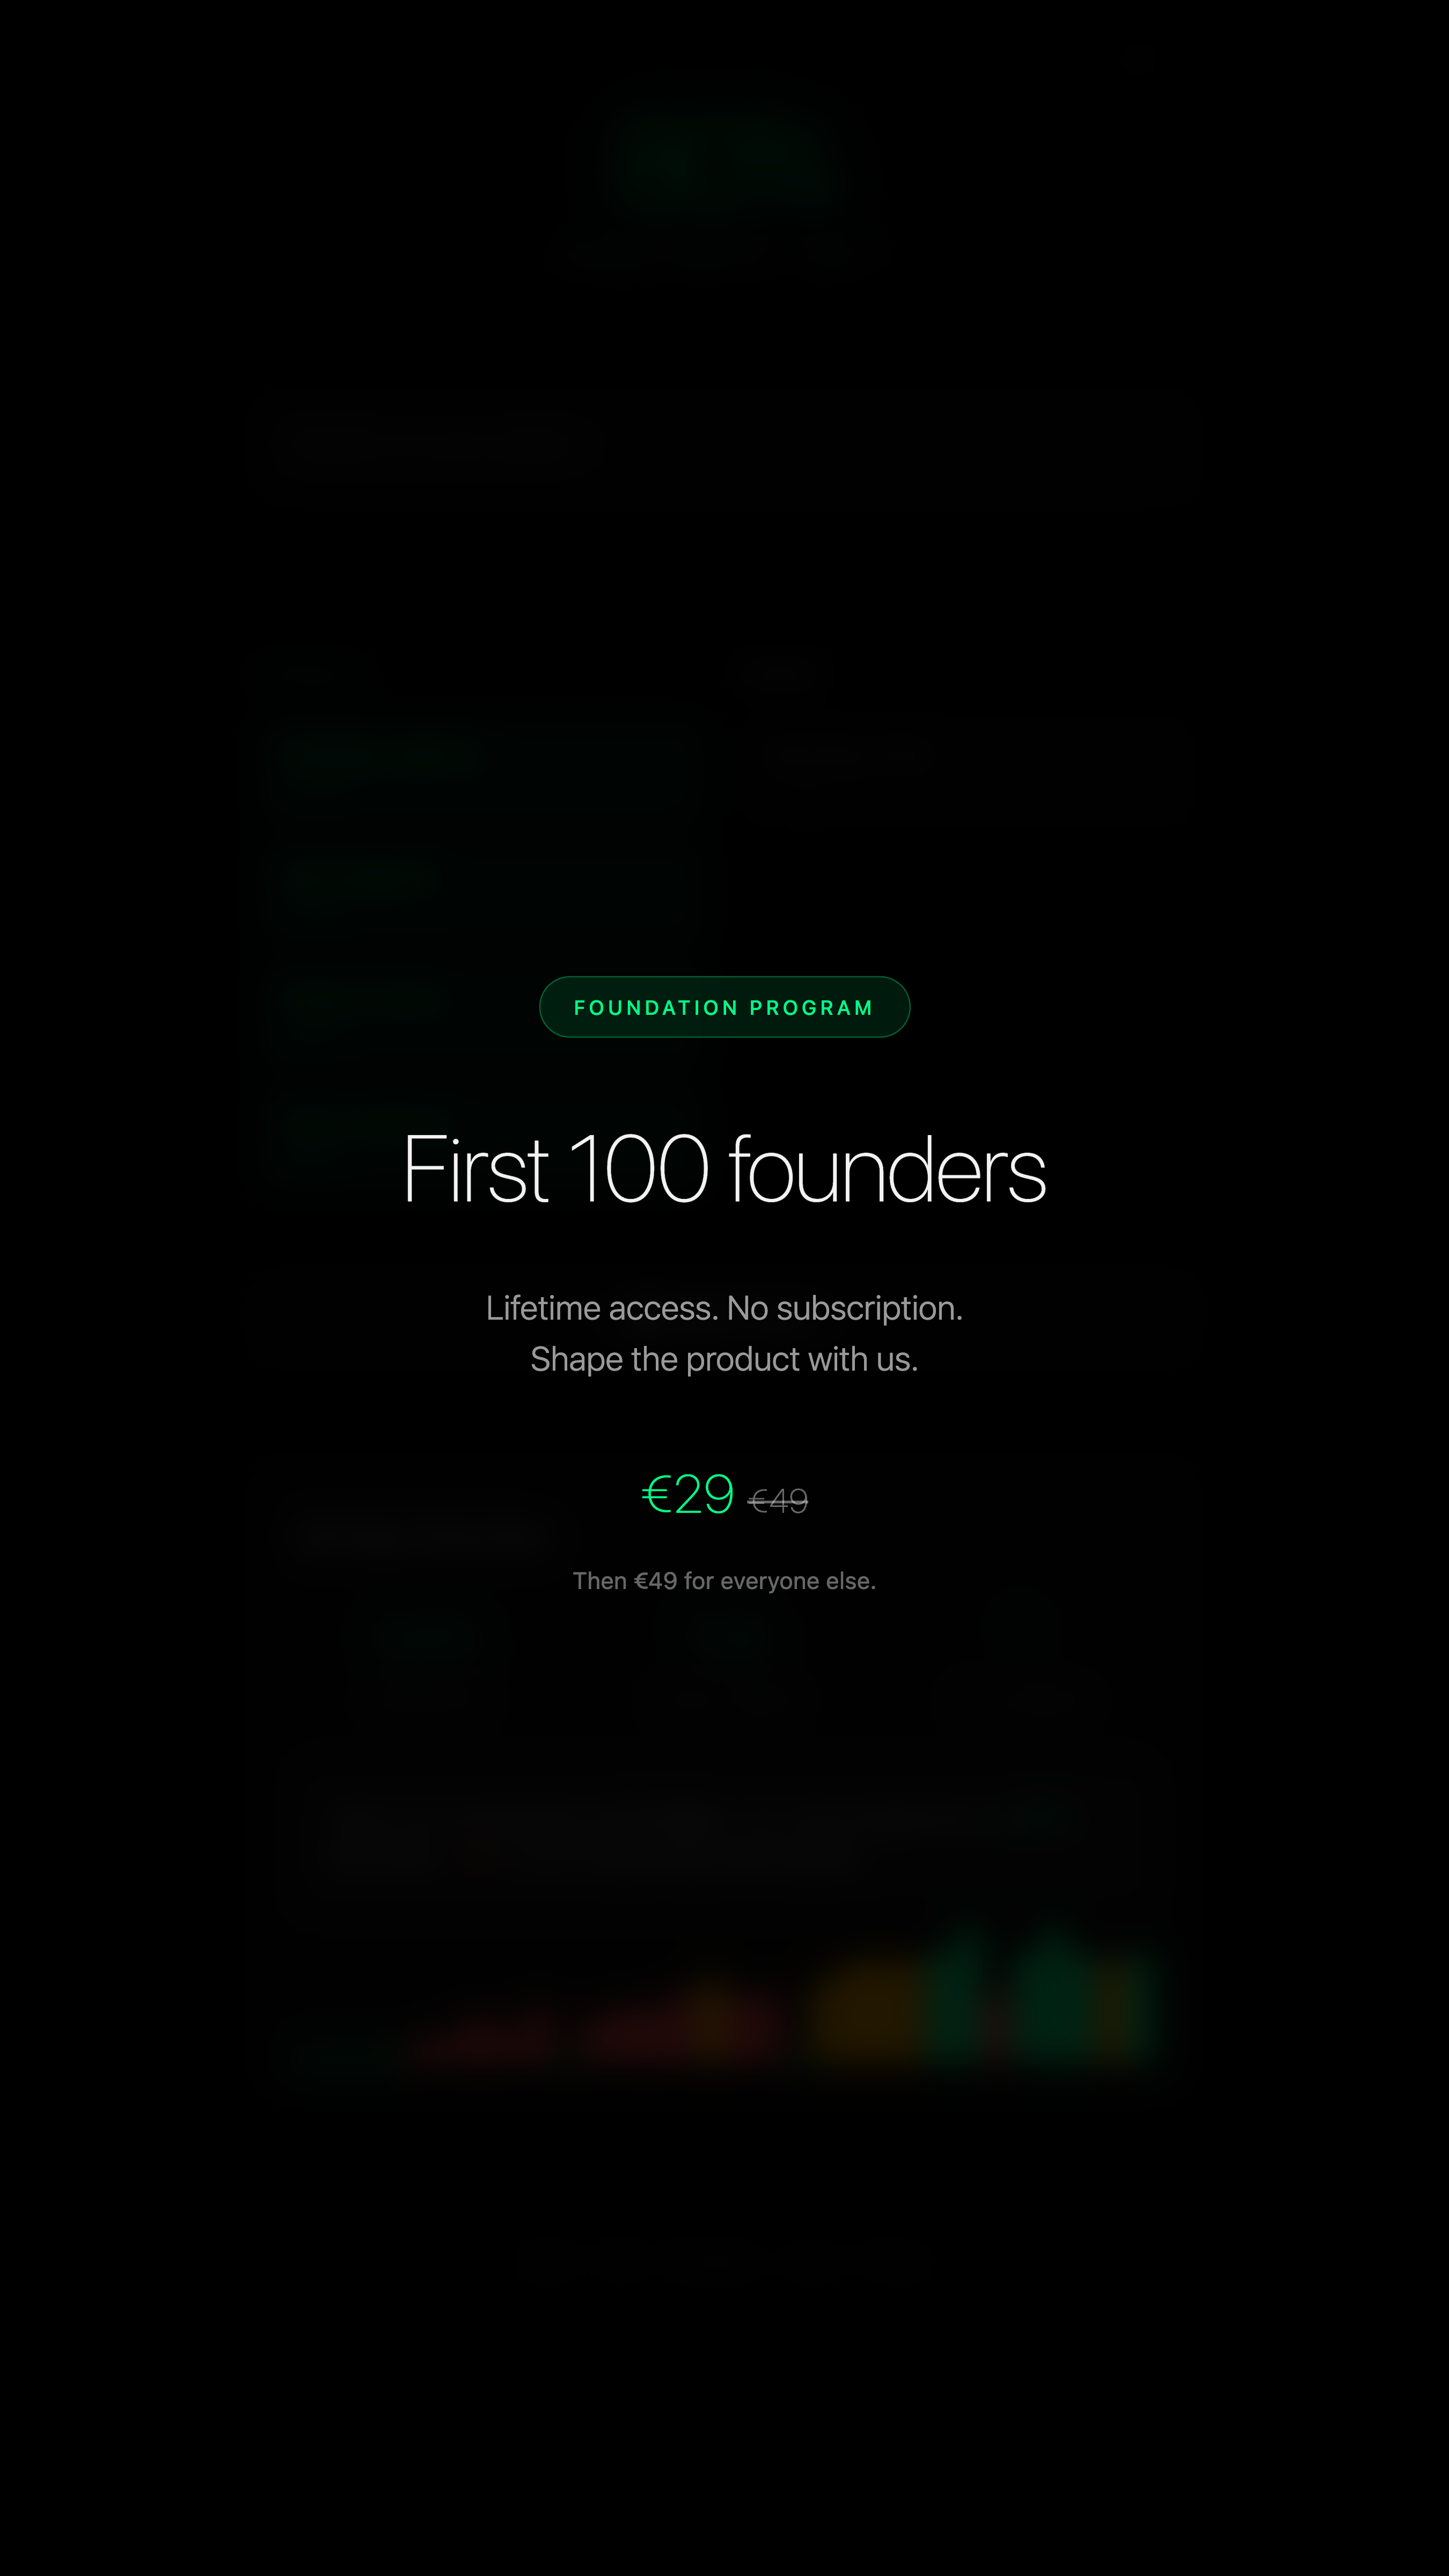 FOUNDATION PROGRAM
First 100 founders
Lifetime access. No subscription.
Shape the product with us.
€29 €49
Then €49 for everyone else.